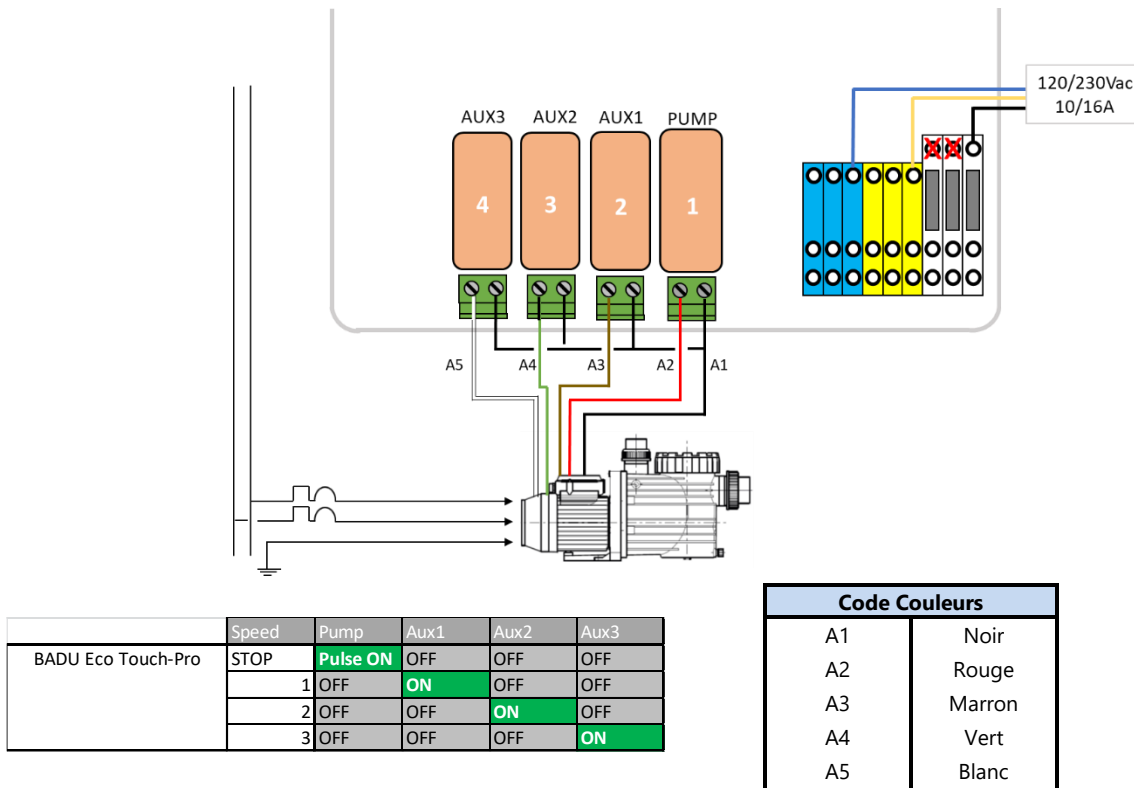 120/230Vac
10/16A
AUX3 AUX2 AUX1 PUMP
4 3 2 1
A5 A4 A3 A2 A1
Speed Pump Aux1 Aux2 Aux3
BADU Eco Touch-Pro STOP Pulse ON OFF OFF OFF
1 OFF ON OFF OFF
2 OFF OFF ON OFF
3 OFF OFF OFF ON
Code Couleurs
A1 Noir
A2 Rouge
A3 Marron
A4 Vert
A5 Blanc